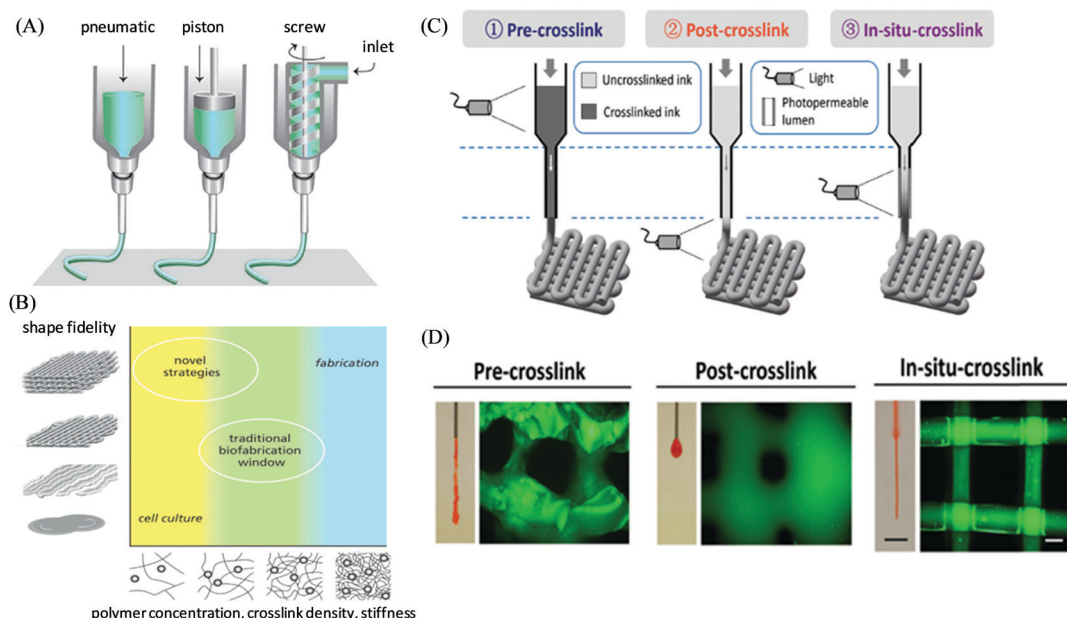 (A)
pneumatic
piston
screw
inlet
(B)
shape fidelity
novel
strategies
fabrication
traditional
biofabrication
window
cell culture
polymer concentration, crosslink density, stiffness
(C)
① Pre-crosslink
② Post-crosslink
③ In-situ-crosslink
Uncrosslinked ink
Crosslinked ink
Light
Photopermeable
lumen
(D)
Pre-crosslink
Post-crosslink
In-situ-crosslink